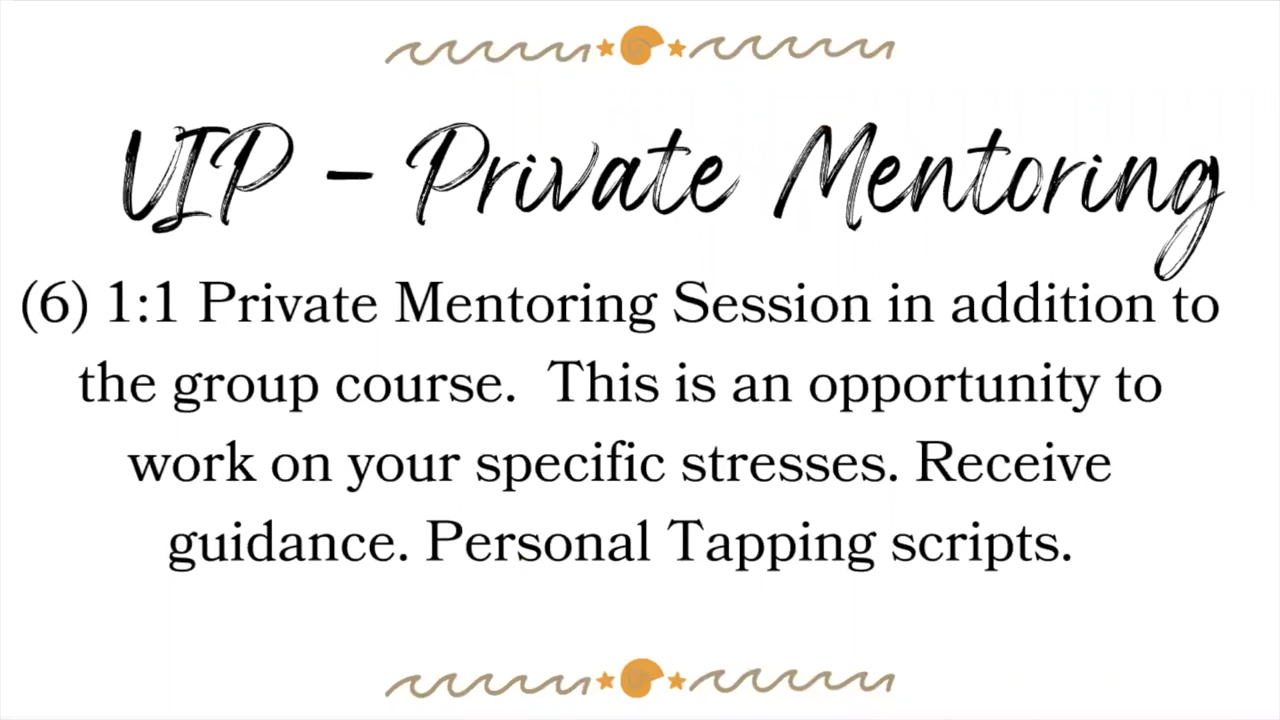 VIP - Private Mentoring
(6) 1:1 Private Mentoring Session in addition to
the group course.  This is an opportunity to
work on your specific stresses. Receive
guidance. Personal Tapping scripts.